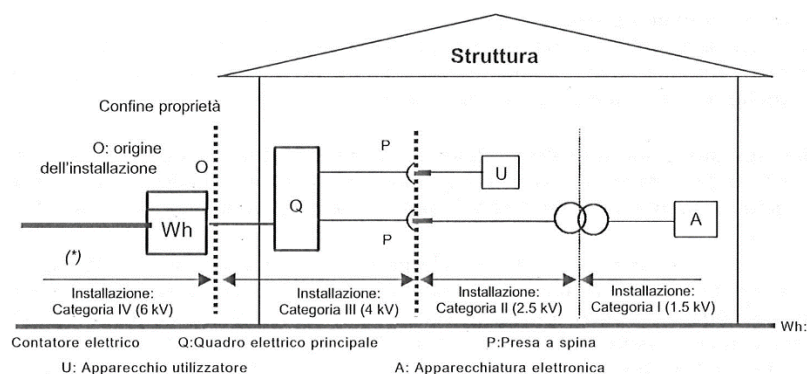 Struttura
Confine proprietà
O: origine
dell'installazione
O
P
U
Q
Wh
P
A
(*)
Installazione:
Categoria IV (6 kV)
Installazione:
Categoria III (4 kV)
Installazione:
Categoria II (2.5 kV)
Installazione:
Categoria I (1.5 kV)
Wh:
Contatore elettrico Q:Quadro elettrico principale P:Presa a spina
U: Apparecchio utilizzatore A: Apparecchiatura elettronica